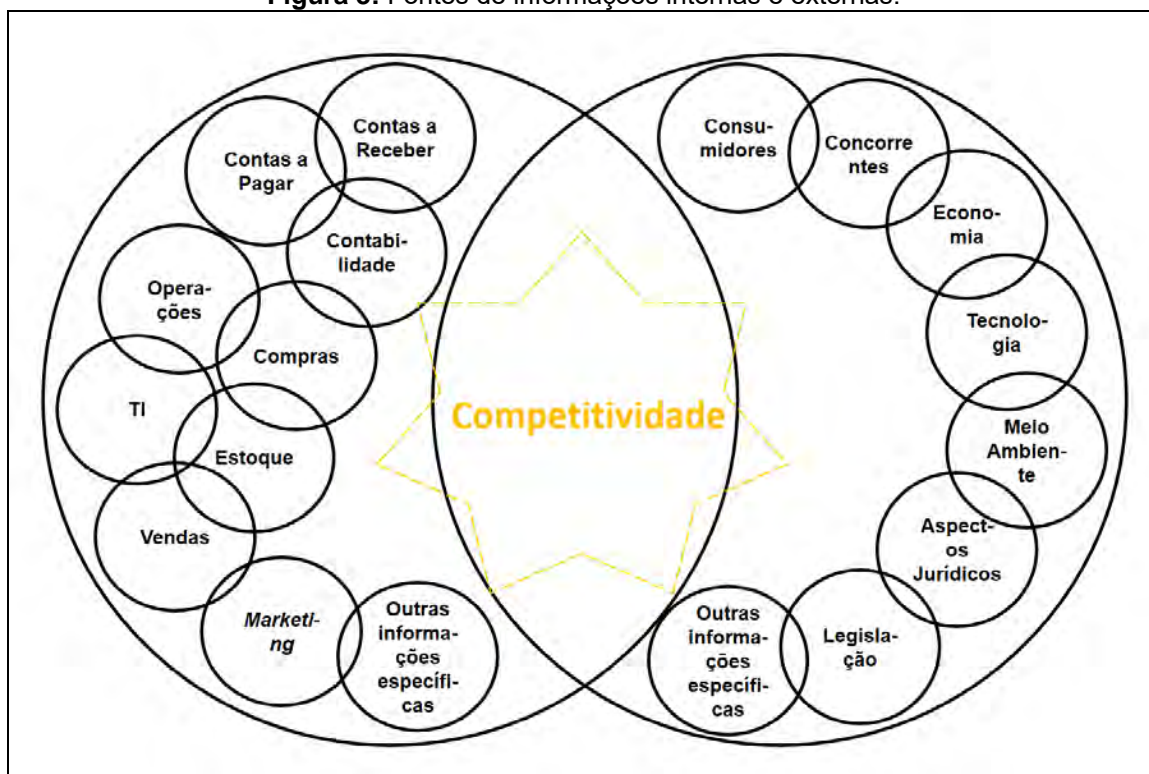 Figura 3. Fontes de informações internas e externas.
Contas a
Receber
Contas a
Pagar
Contabi-
lidade
Opera-
ções
Compras
TI
Estoque
Vendas
Marketi-
ng
Outras
informa-
ções
específi-
cas
Competitividade
Consu-
midores
Concorre
ntes
Econo-
mia
Tecnolo-
gia
Meio
Ambien-
te
Aspect-
os
Jurídicos
Legisla-
ção
Outras
informa-
ções
específi-
cas